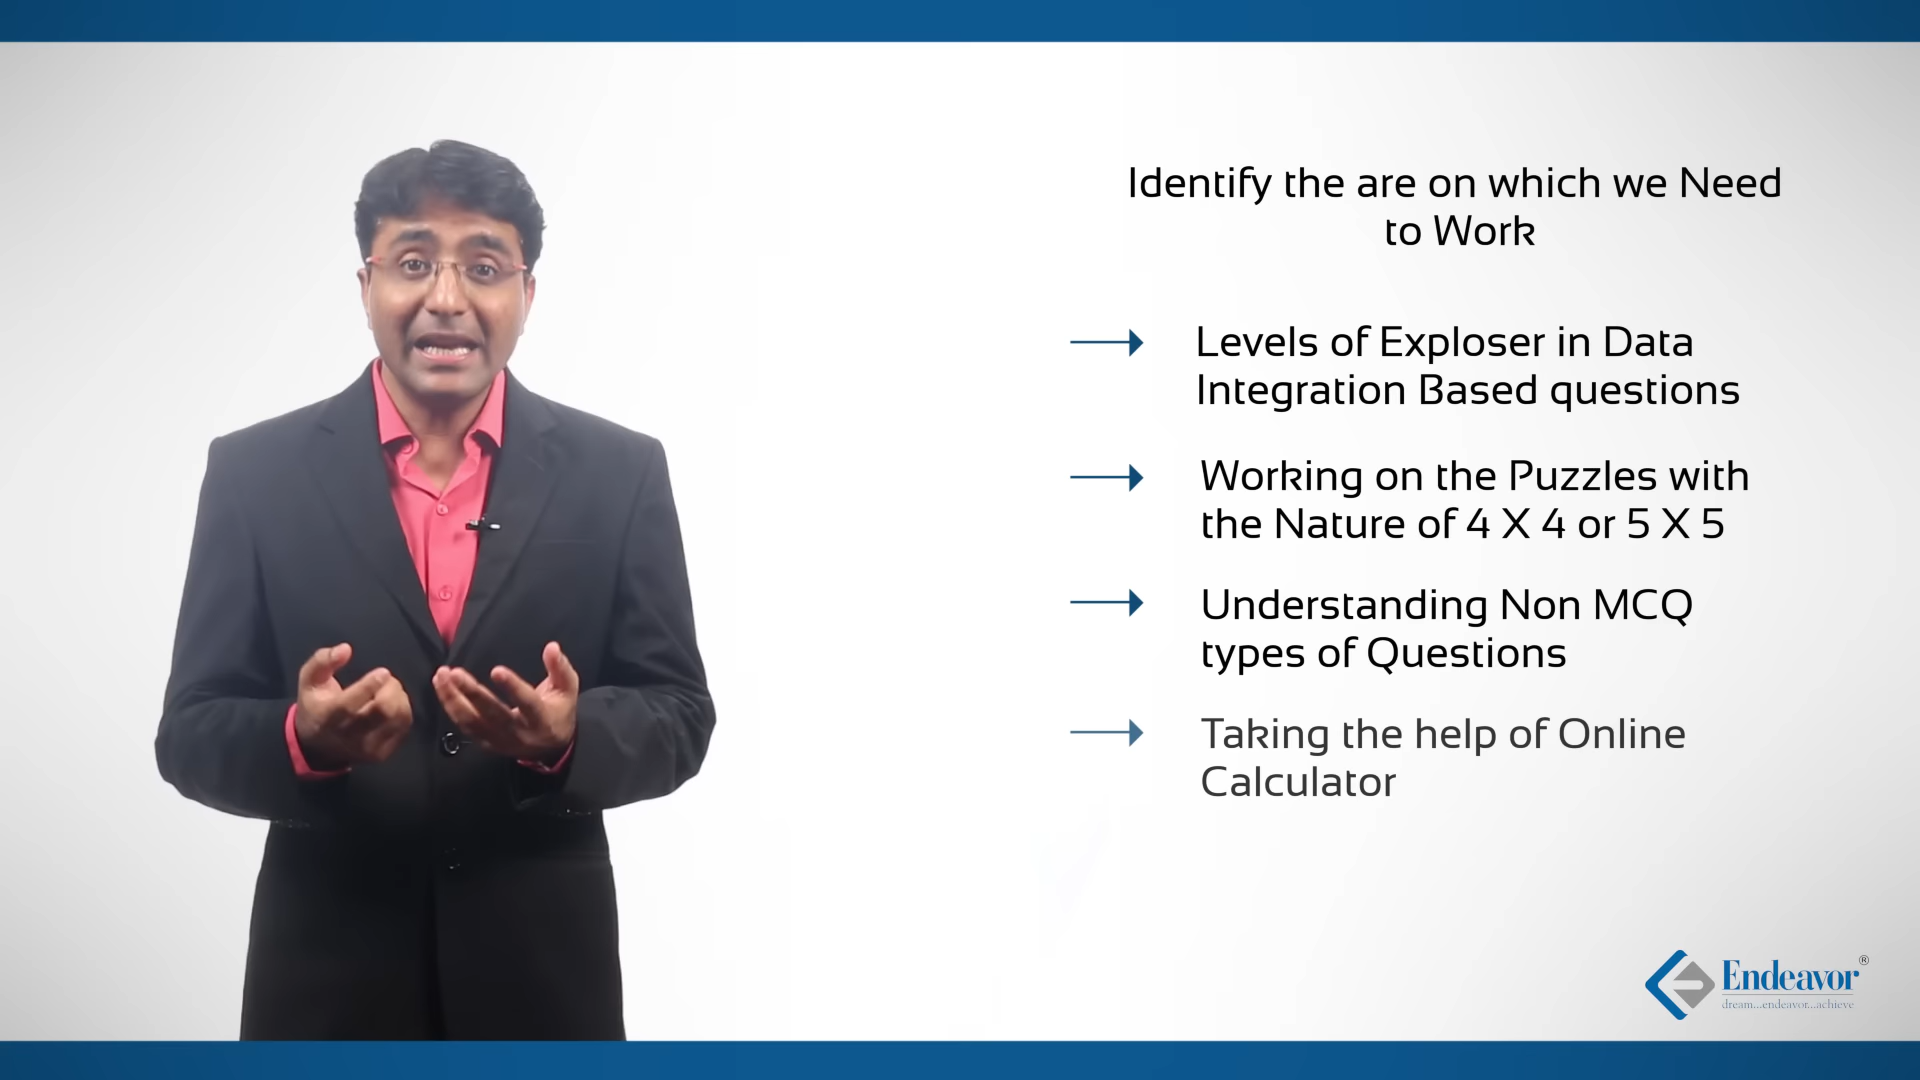 Identify the are on which we Need
to Work
Levels of Exploser in Data
Integration Based questions
Working on the Puzzles with
the Nature of 4 X 4 or 5 X 5
Understanding Non MCQ
types of Questions
Taking the help of Online
Calculator
Endeavor®
dream...endeavor...achieve